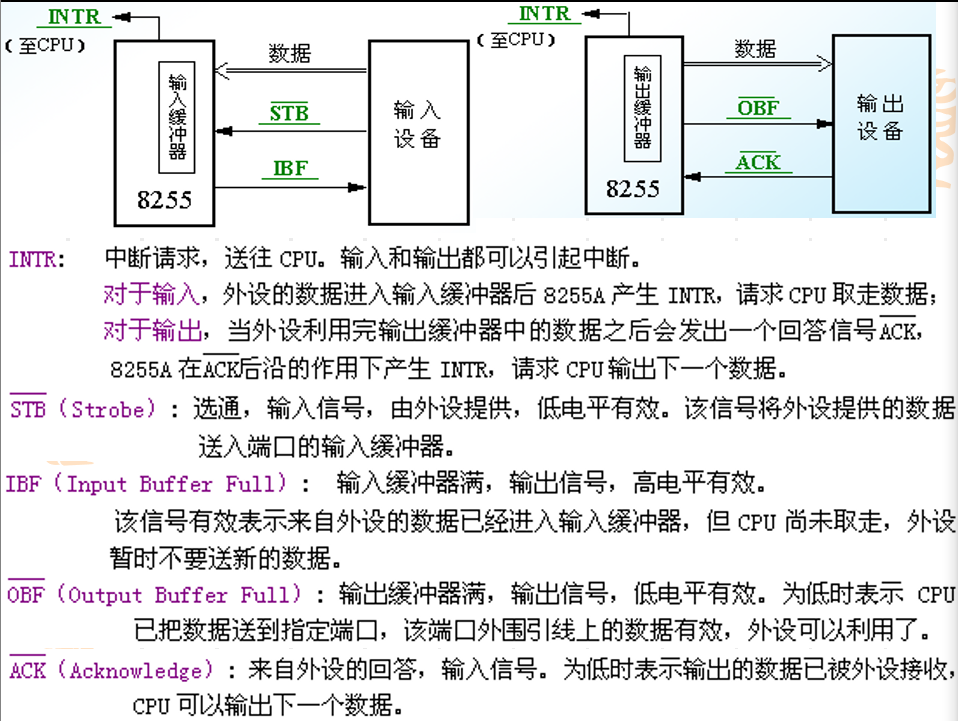 INTR
(至CPU)
数据
输入缓冲器
STB
IBF
输入
设备
8255
INTR
(至CPU)
数据
输出缓冲器
OBF
ACK
输出
设备
8255
INTR: 中断请求，送往 CPU。输入和输出都可以引起中断。
对于输入，外设的数据进入输入缓冲器后 8255A 产生 INTR，请求 CPU 取走数据；
对于输出，当外设利用完输出缓冲器中的数据之后会发出一个回答信号ACK，
8255A 在ACK后沿的作用下产生 INTR，请求 CPU 输出下一个数据。
STB（Strobe）：选通，输入信号，由外设提供，低电平有效。该信号将外设提供的数据
送入端口的输入缓冲器。
IBF（Input Buffer Full）： 输入缓冲器满，输出信号，高电平有效。
该信号有效表示来自外设的数据已经进入输入缓冲器，但 CPU 尚未取走，外设
暂时不要送新的数据。
OBF（Output Buffer Full）：输出缓冲器满，输出信号，低电平有效。为低时表示 CPU
已把数据送到指定端口，该端口外围引线上的数据有效，外设可以利用了。
ACK（Acknowledge）：来自外设的回答，输入信号。为低时表示输出的数据已被外设接收，
CPU 可以输出下一个数据。